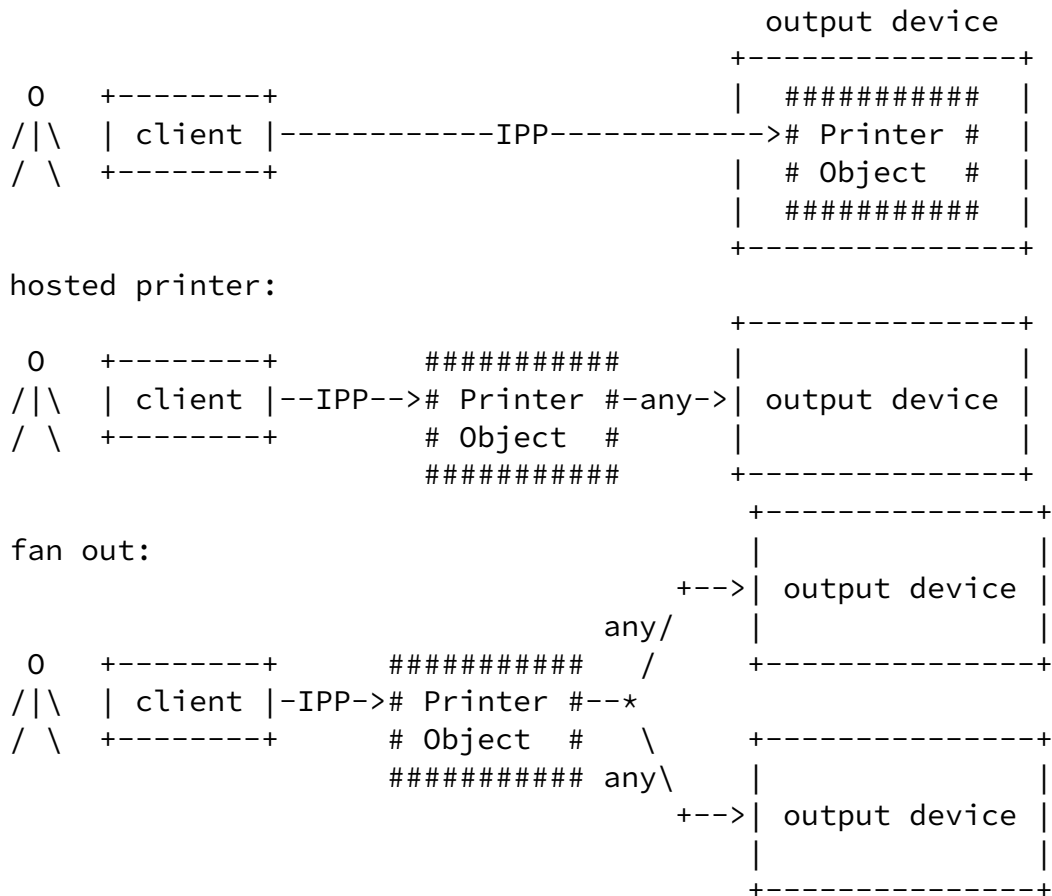 output device
+---------------+
O +--------+ | ########### |
/|\ | client |------------IPP------------># Printer # |
/ \ +--------+ | # Object # |
| ########### |
+---------------+
hosted printer:
+---------------+
O +--------+ ########### | |
/|\ | client |--IPP--># Printer #-any->| output device |
/ \ +--------+ # Object # | |
########### +---------------+
+---------------+
fan out: | |
+-->| output device |
any/ | |
O +--------+ ########### / +---------------+
/|\ | client |-IPP-># Printer #--*
/ \ +--------+ # Object # \ +---------------+
########### any\ | |
+-->| output device |
| |
+---------------+